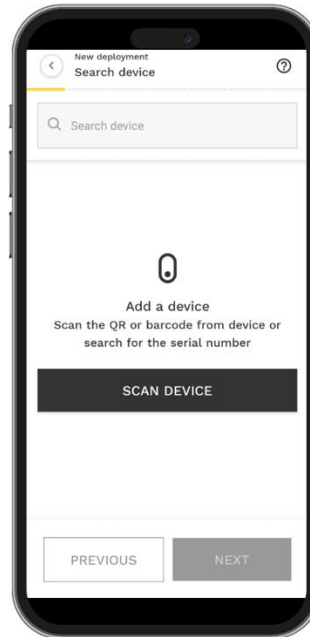 New deployment
Search device
Search device
Add a device
Scan the QR or barcode from device or
search for the serial number
SCAN DEVICE
PREVIOUS
NEXT